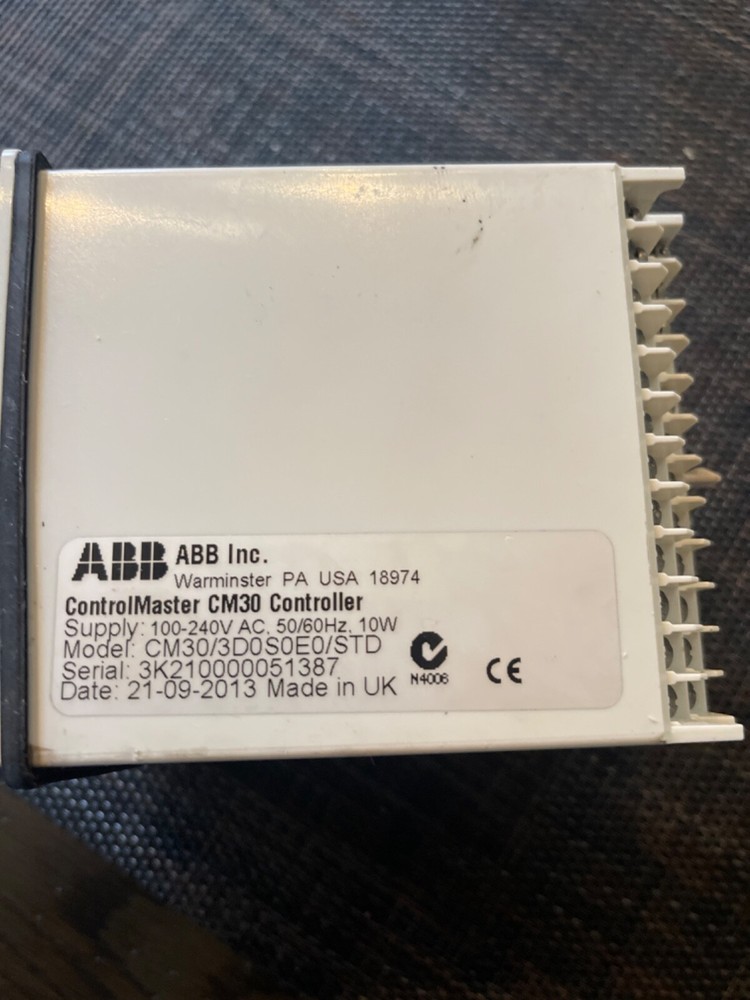 ABB ABB Inc.
Warminster PA USA 18974
ControlMaster CM30 Controller
Supply: 100-240V AC, 50/60Hz, 10W
Model: CM30/3D0S0E0/STD
Serial: 3K210000051387
Date: 21-09-2013 Made in UK
N4006
CE